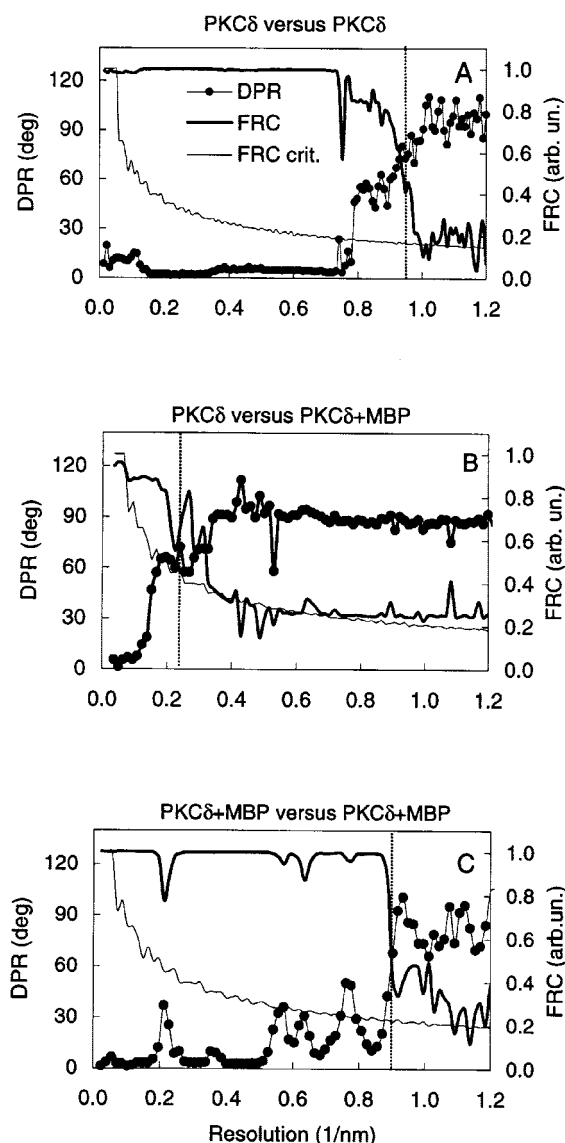 PKCδ versus PKCδ
A
DPR
FRC
FRC crit.
DPR (deg)
120
90
60
30
0
FRC (arb. un.)
1.0
0.8
0.6
0.4
0.2
0.0
0.0 0.2 0.4 0.6 0.8 1.0 1.2
PKCδ versus PKCδ+MBP
B
DPR (deg)
120
90
60
30
0
FRC (arb. un.)
1.0
0.8
0.6
0.4
0.2
0.0
0.0 0.2 0.4 0.6 0.8 1.0 1.2
PKCδ+MBP versus PKCδ+MBP
C
DPR (deg)
120
90
60
30
0
FRC (arb.un.)
1.0
0.8
0.6
0.4
0.2
0.0
0.0 0.2 0.4 0.6 0.8 1.0 1.2
Resolution (1/nm)